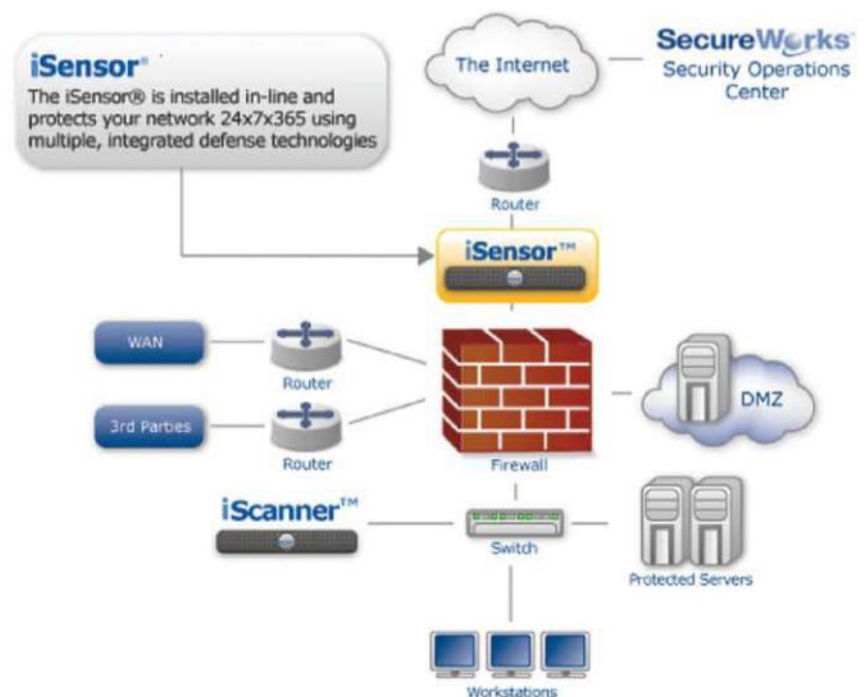 iSensor®
The iSensor® is installed in-line and
protects your network 24x7x365 using
multiple, integrated defense technologies
The Internet
SecureWorks™
Security Operations
Center
Router
iSensor™
WAN
Router
3rd Parties
Router
Firewall
DMZ
iScanner™
Switch
Protected Servers
Workstations